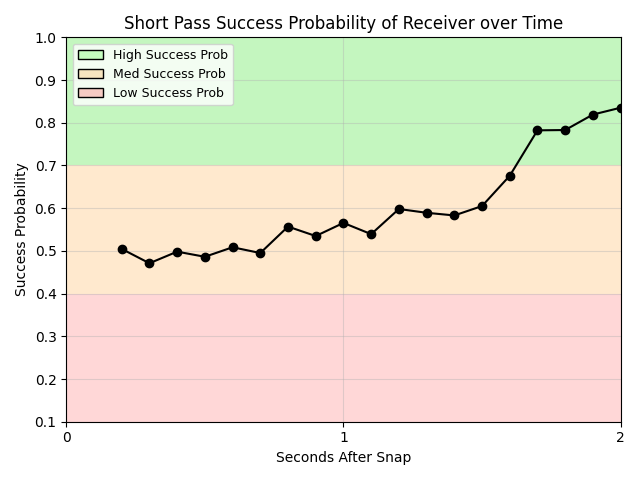 Short Pass Success Probability of Receiver over Time
High Success Prob
Med Success Prob
Low Success Prob
Success Probability
1.0
0.9
0.8
0.7
0.6
0.5
0.4
0.3
0.2
0.1
0
1
2
Seconds After Snap